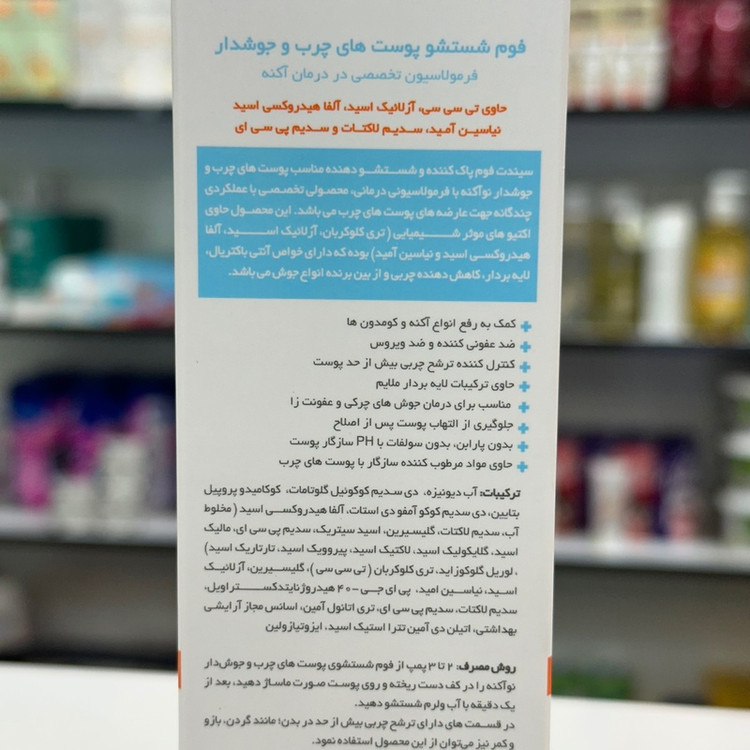 فوم شستشو پوست های چرب و جوشدار
فرمولاسیون تخصصی در درمان آکنه
حاوی تی سی سی، آزلائیک اسید، آلفا هیدروکسی اسید
نیاسین آمید، سدیم لاکتات و سدیم پی سی ای
سیندت فوم پاک کننده و شستشو دهنده مناسب پوست های چرب و
جوشدار نوآکنه با فرمولاسیونی درمانی، محصولی تخصصی با عملکردی
چندگانه جهت عارضه های پوست های چرب می باشد. این محصول حاوی
اکتیو های موثر شیمیایی (تری کلوکربان، آزلائیک اسید، آلفا
هیدروکسی اسید و نیاسین آمید) بوده که دارای خواص آنتی باکتریال،
لایه بردار، کاهش دهنده چربی و از بین برنده انواع جوش می باشد.
کمک به رفع انواع آکنه و کومدون ها
ضد عفونی کننده و ضد ویروس
کنترل کننده ترشح چربی بیش از حد پوست
حاوی ترکیبات لایه بردار ملایم
مناسب برای درمان جوش های چرکی و عفونت زا
جلوگیری از التهاب پوست پس از اصلاح
بدون پارابن، بدون سولفات با PH سازگار پوست
حاوی مواد مرطوب کننده سازگار با پوست های چرب
ترکیبات: آب دیونیزه، دی سدیم کوکوئیل گلوتامات، کوکامیدو پروپیل
بتایین، دی سدیم کوکو آمفودی استات، آلفا هیدروکسی اسید (مخلوط
آب، سدیم لاکتات، گلیسیرین، اسید سیتریک، سدیم پی سی ای، مالیک
اسید، گلایکولیک اسید، لاکتیک اسید، پیروویک اسید، تارتاریک اسید)
، لوریل گلوکوزاید، تری کلوکربان (تی سی سی)، گلیسیرین، آزلائیک
اسید، نیاسین امید، پی ای جی-۴۰ هیدروژنایتدکستراویل،
سدیم لاکتات، سدیم پی سی ای، تری اتانول آمین، اسانس مجاز آرایشی
بهداشتی، اتیلن دی آمین تترا استیک اسید، ایزوتیازولین
روش مصرف: ۲ تا ۳ پمپ از فوم شستشوی پوست های چرب و جوش‌دار
نوآکنه را در کف دست ریخته و روی پوست صورت ماساژ دهید، بعد از
یک دقیقه با آب ولرم شستشو دهید.
در قسمت های دارای ترشح چربی بیش از حد در بدن؛ مانند گردن، بازو
و کمر نیز می‌توان از این محصول استفاده نمود.